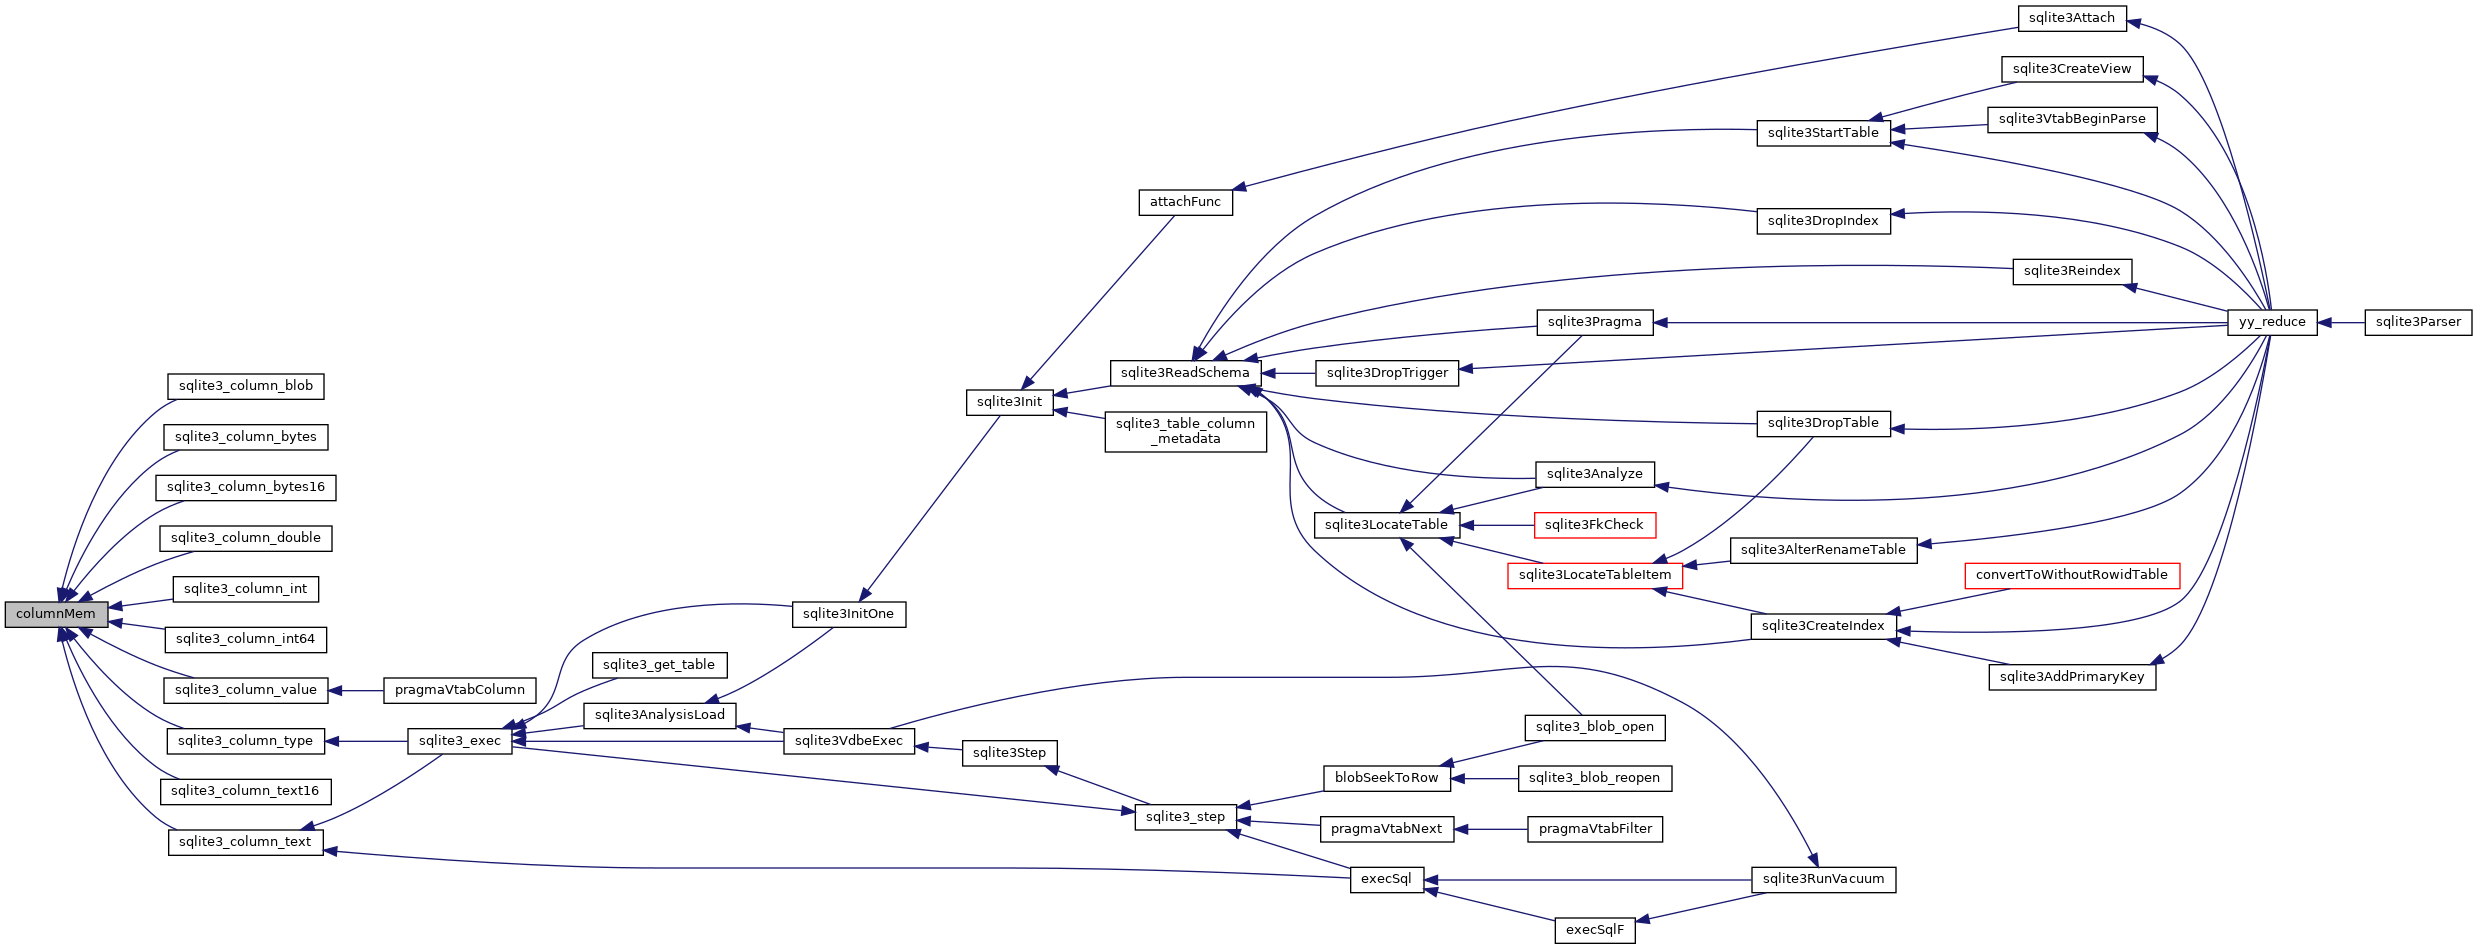 columnMem
sqlite3_column_blob
sqlite3_column_bytes
sqlite3_column_bytes16
sqlite3_column_double
sqlite3_column_int
sqlite3_column_int64
sqlite3_column_value
sqlite3_column_type
sqlite3_column_text16
sqlite3_column_text
pragmaVtabColumn
sqlite3_exec
sqlite3_get_table
sqlite3AnalysisLoad
sqlite3InitOne
sqlite3VdbeExec
sqlite3Init
sqlite3Step
attachFunc
sqlite3ReadSchema
sqlite3_table_column
_metadata
sqlite3_step
sqlite3DropTrigger
sqlite3LocateTable
blobSeekToRow
pragmaVtabNext
execSql
sqlite3Pragma
sqlite3Analyze
sqlite3FkCheck
sqlite3LocateTableItem
sqlite3_blob_open
sqlite3_blob_reopen
pragmaVtabFilter
execSqlF
sqlite3StartTable
sqlite3DropIndex
sqlite3DropTable
sqlite3AlterRenameTable
sqlite3CreateIndex
sqlite3RunVacuum
sqlite3Attach
sqlite3CreateView
sqlite3VtabBeginParse
sqlite3Reindex
convertToWithoutRowidTable
sqlite3AddPrimaryKey
yy_reduce
sqlite3Parser